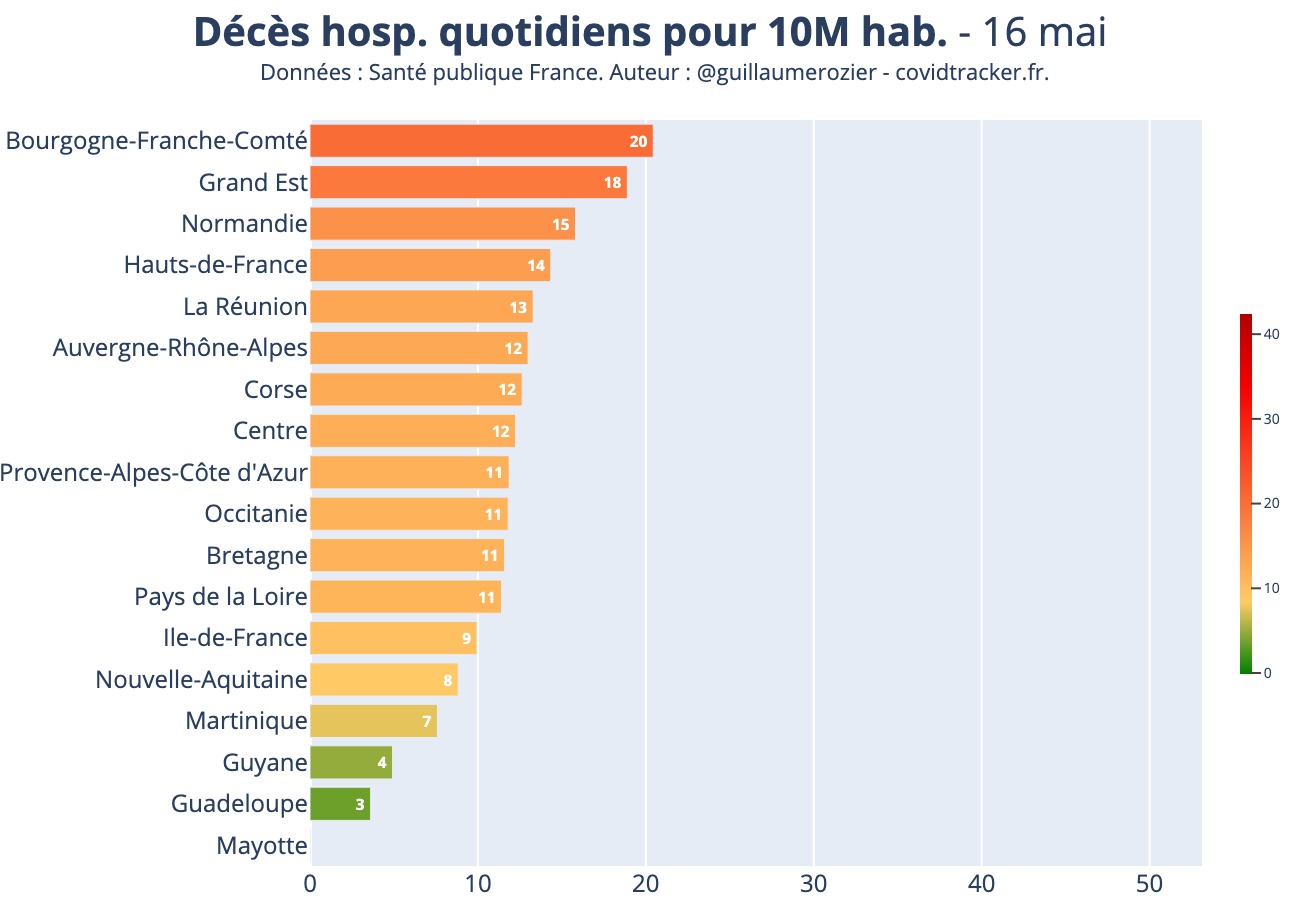 Décès hosp. quotidiens pour 10M hab. - 16 mai
Données : Santé publique France. Auteur : @guillaumerozier - covidtracker.fr.
Bourgogne-Franche-Comté 20
Grand Est 18
Normandie 15
Hauts-de-France 14
La Réunion 13
Auvergne-Rhône-Alpes 12
Corse 12
Centre 12
Provence-Alpes-Côte d'Azur 11
Occitanie 11
Bretagne 11
Pays de la Loire 11
Ile-de-France 9
Nouvelle-Aquitaine 8
Martinique 7
Guyane 4
Guadeloupe 3
Mayotte
0 10 20 30 40 50
40
30
20
10
0